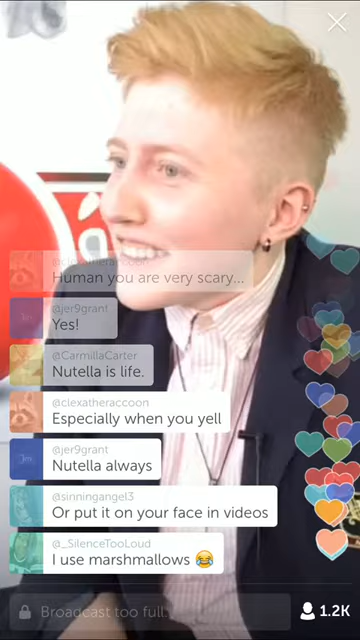 @clexatheraccoon
Human you are very scary...
@jer9grant
Yes!
@CarmillaCarter
Nutella is life.
@clexatheraccoon
Especially when you yell
@jer9grant
Nutella always
@sinningangel3
Or put it on your face in videos
@_SilenceTooLoud
I use marshmallows 😂
Broadcast too full.
1.2K